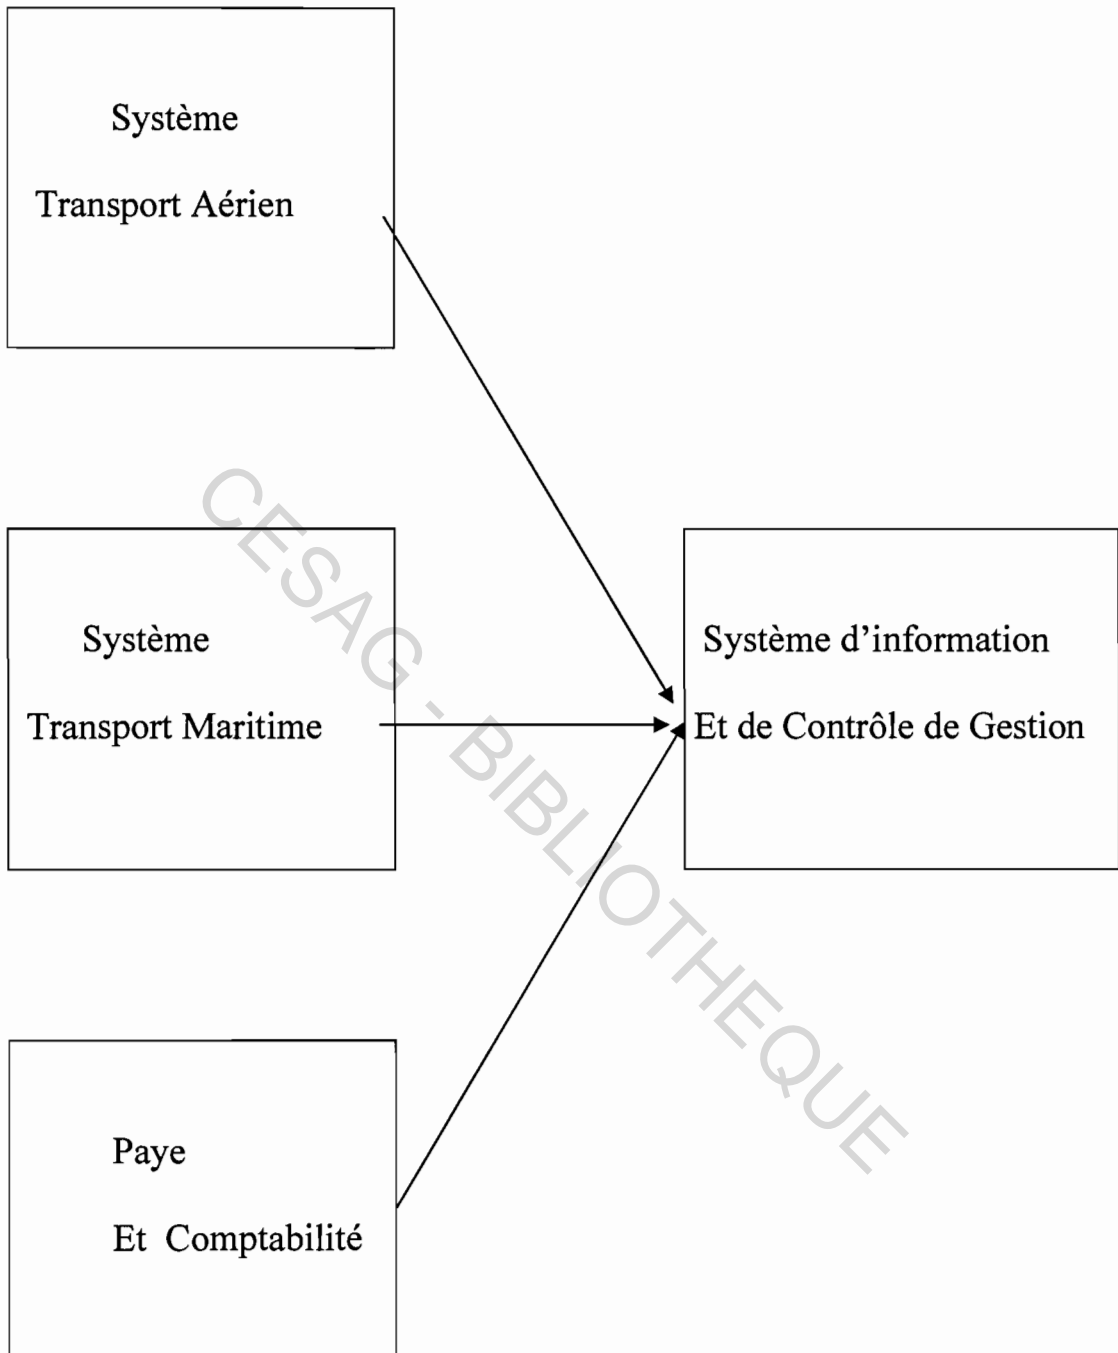 Système
Transport Aérien
Système
Transport Maritime
Système d'information
Et de Contrôle de Gestion
Paye
Et Comptabilité
CESAG - BIBLIOTHEQUE